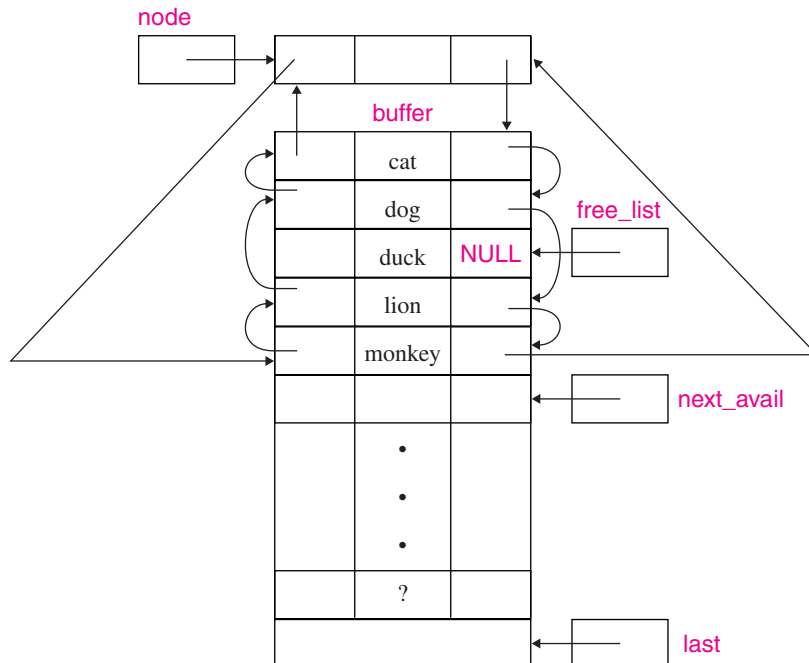 node
buffer
cat
dog
free_list
duck NULL
lion
monkey
next_avail
?
last